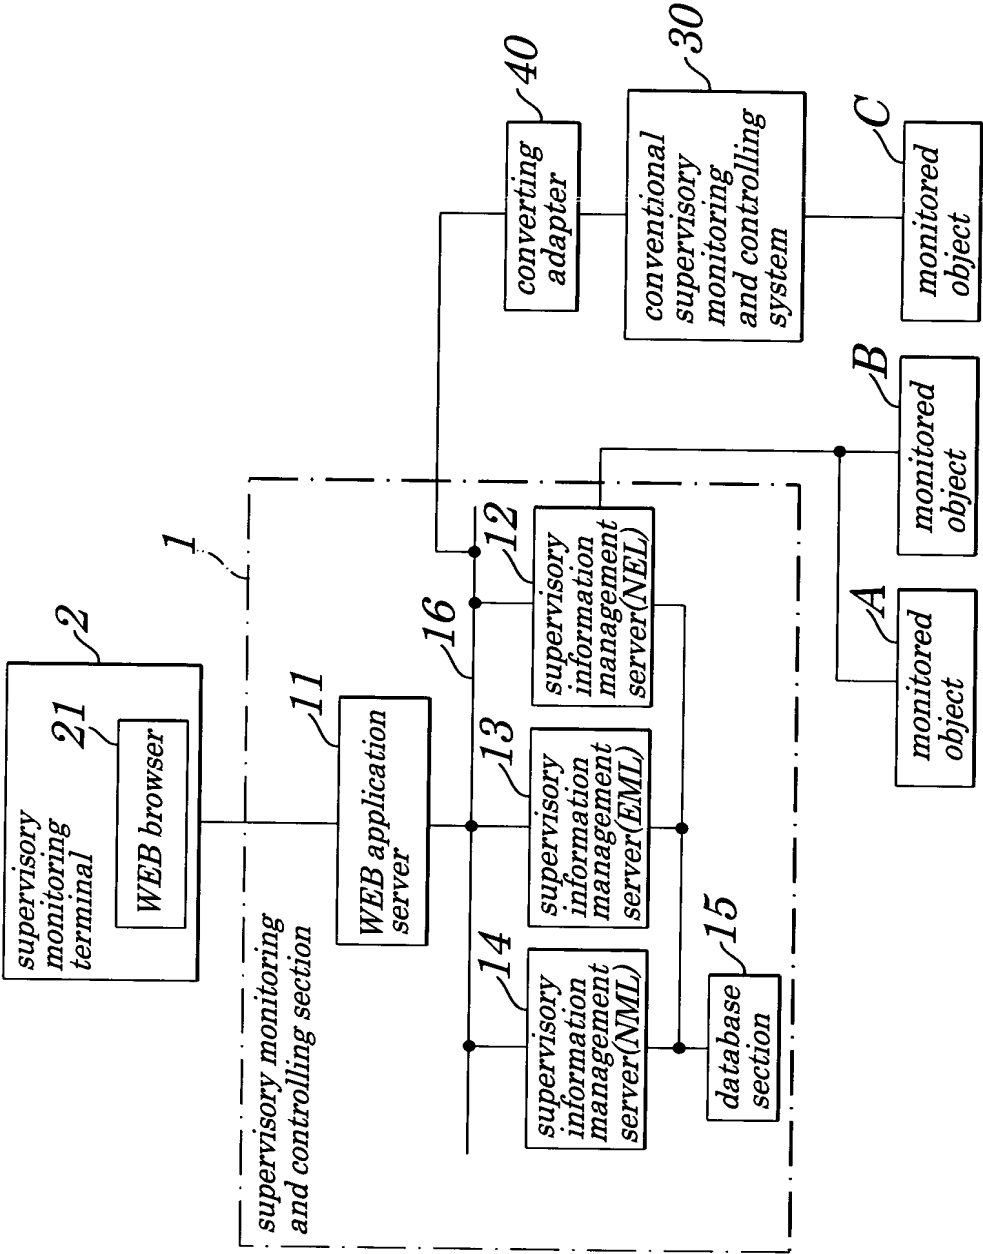 supervisory
monitoring
terminal
2
21
WEB browser
1
supervisory monitoring
and controlling section
11
WEB application
server
16
14
supervisory
information
management
server(NML)
13
supervisory
information
management
server(EML)
12
supervisory
information
management
server(NEL)
15
database
section
40
converting
adapter
30
conventional
supervisory
monitoring
and controlling
system
A
monitored
object
B
monitored
object
C
monitored
object